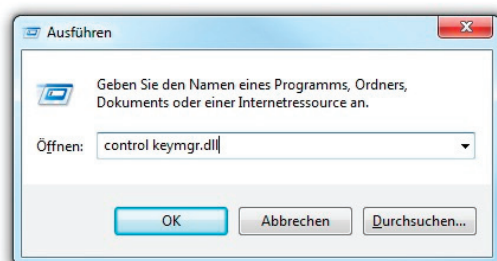 Ausführen
Geben Sie den Namen eines Programms, Ordners,
Dokuments oder einer Internetressource an.
Öffnen: control keymgr.dll
OK Abbrechen Durchsuchen...